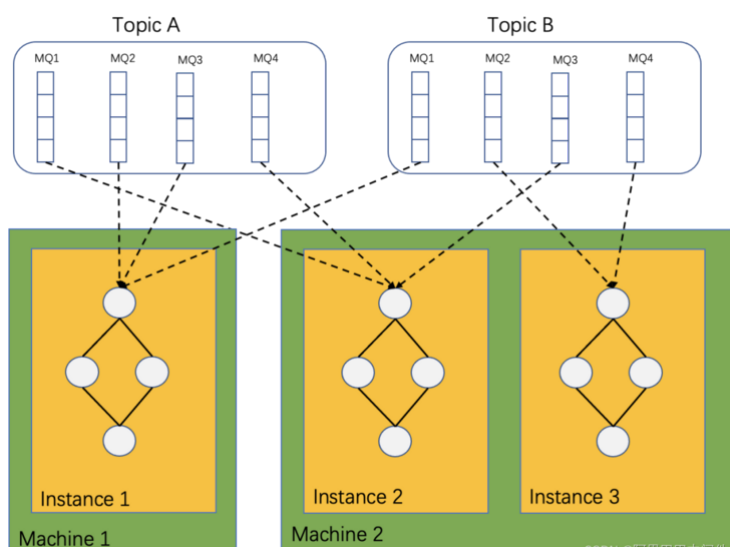 Topic A
Topic B
MQ1
MQ2
MQ3
MQ4
MQ1
MQ2
MQ3
MQ4
Instance 1
Instance 2
Instance 3
Machine 1
Machine 2